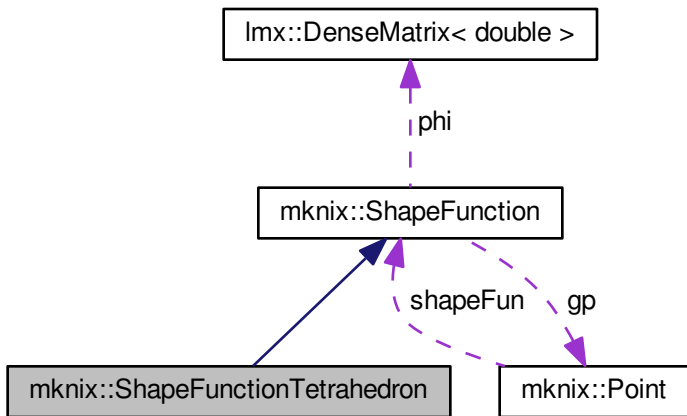 lmx::DenseMatrix< double >
phi
mknix::ShapeFunction
shapeFun
gp
mknix::ShapeFunctionTetrahedron
mknix::Point